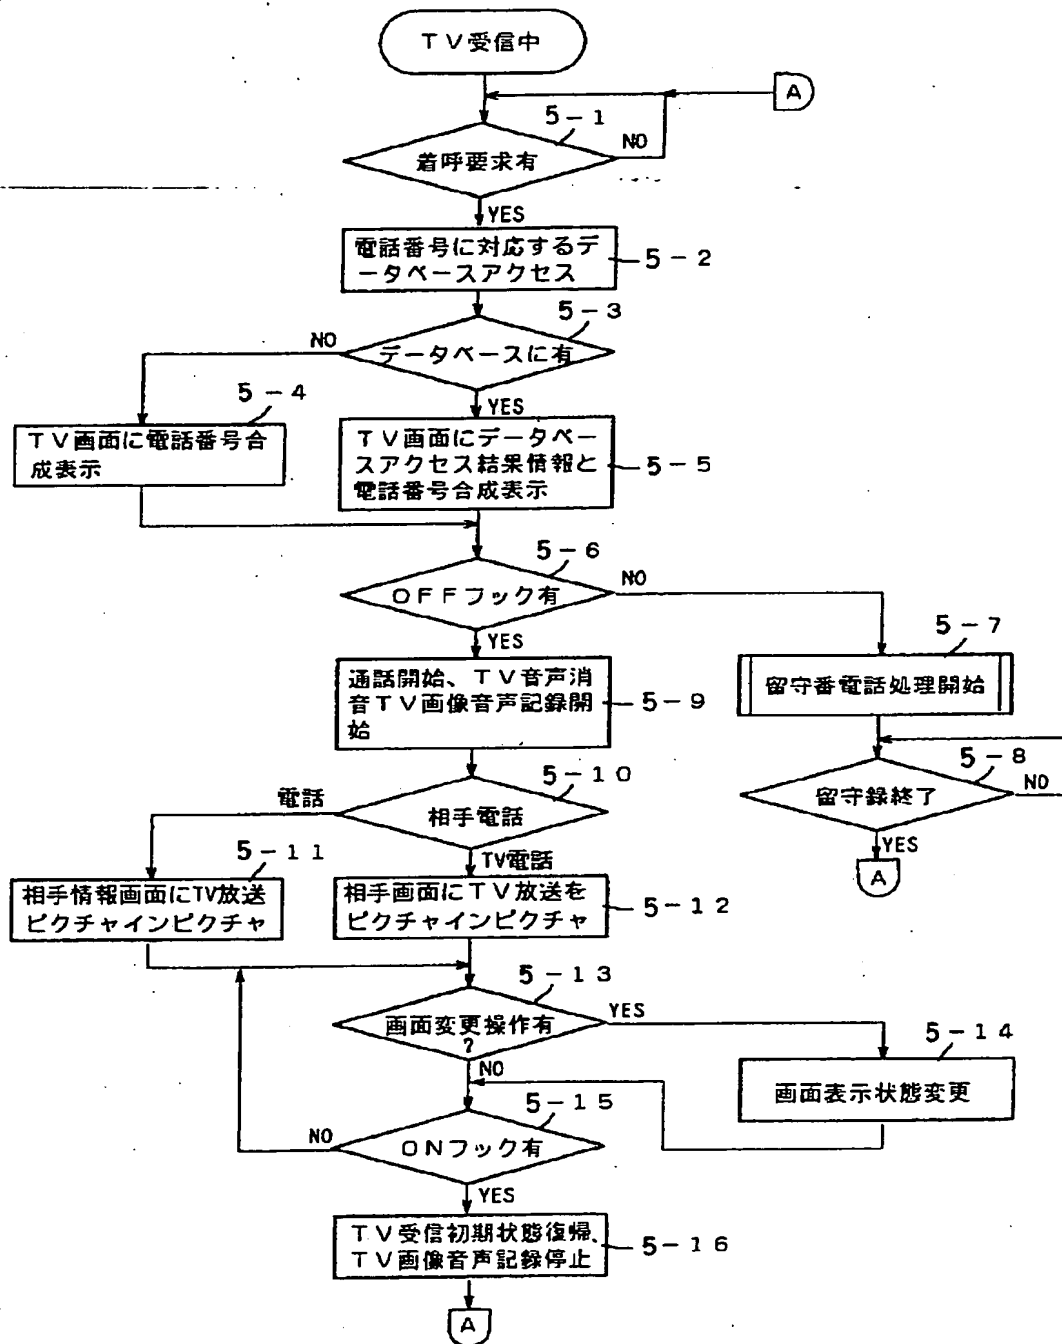 TV受信中
A
5-1
NO
着呼要求有
YES
電話番号に対応するデ
ータベースアクセス
5-2
5-3
NO
データベースに有
5-4
YES
TV画面に電話番号合
成表示
TV画面にデータベー
スアクセス結果情報と
電話番号合成表示
5-5
5-6
NO
OFFフック有
YES
5-7
留守番電話処理開始
通話開始、TV音声消
音TV画像音声記録開
始
5-9
5-8
NO
留守録終了
YES
A
5-10
電話
相手電話
5-11
TV電話
相手情報画面にTV放送
ピクチャインピクチャ
相手画面にTV放送を
ピクチャインピクチャ
5-12
5-13
YES
画面変更操作有
?
NO
5-14
画面表示状態変更
5-15
NO
ONフック有
YES
TV受信初期状態復帰、
TV画像音声記録停止
5-16
A